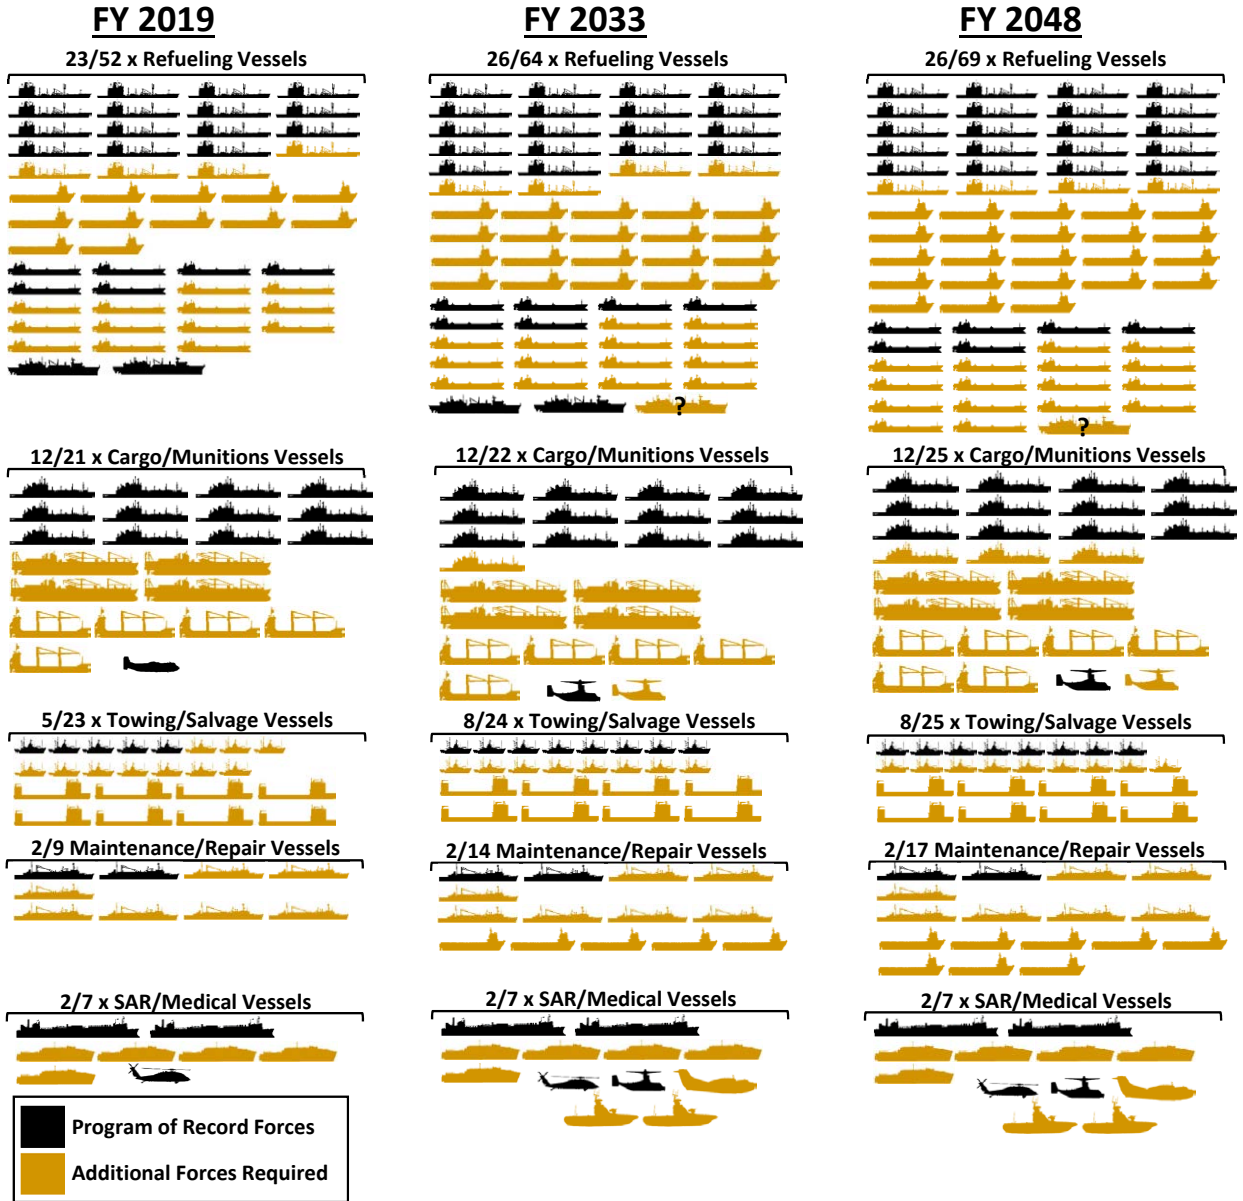 FY 2019 FY 2033 FY 2048
23/52 x Refueling Vessels 26/64 x Refueling Vessels 26/69 x Refueling Vessels
?
?
12/21 x Cargo/Munitions Vessels 12/22 x Cargo/Munitions Vessels 12/25 x Cargo/Munitions Vessels
5/23 x Towing/Salvage Vessels 8/24 x Towing/Salvage Vessels 8/25 x Towing/Salvage Vessels
2/9 Maintenance/Repair Vessels 2/14 Maintenance/Repair Vessels 2/17 Maintenance/Repair Vessels
2/7 x SAR/Medical Vessels 2/7 x SAR/Medical Vessels 2/7 x SAR/Medical Vessels
Program of Record Forces
Additional Forces Required